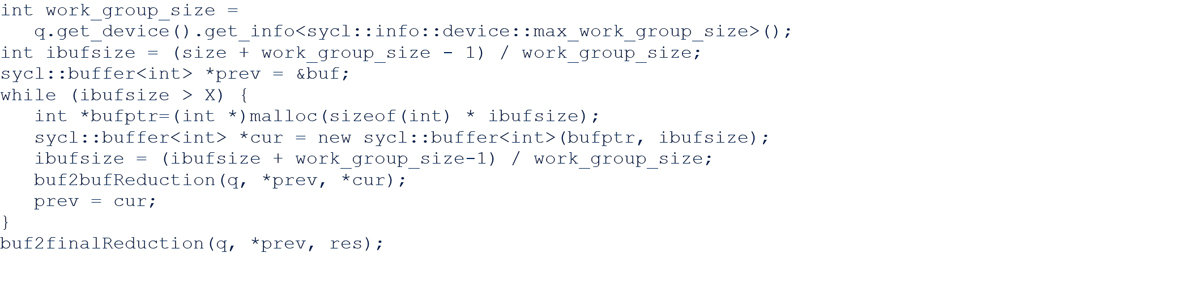 int work_group_size =
   q.get_device().get_info<sycl::info::device::max_work_group_size>();
int ibufsize = (size + work_group_size - 1) / work_group_size;
sycl::buffer<int> *prev = &buf;
while (ibufsize > X) {
   int *bufptr=(int *)malloc(sizeof(int) * ibufsize);
   sycl::buffer<int> *cur = new sycl::buffer<int>(bufptr, ibufsize);
   ibufsize = (ibufsize + work_group_size-1) / work_group_size;
   buf2bufReduction(q, *prev, *cur);
   prev = cur;
}
buf2finalReduction(q, *prev, res);